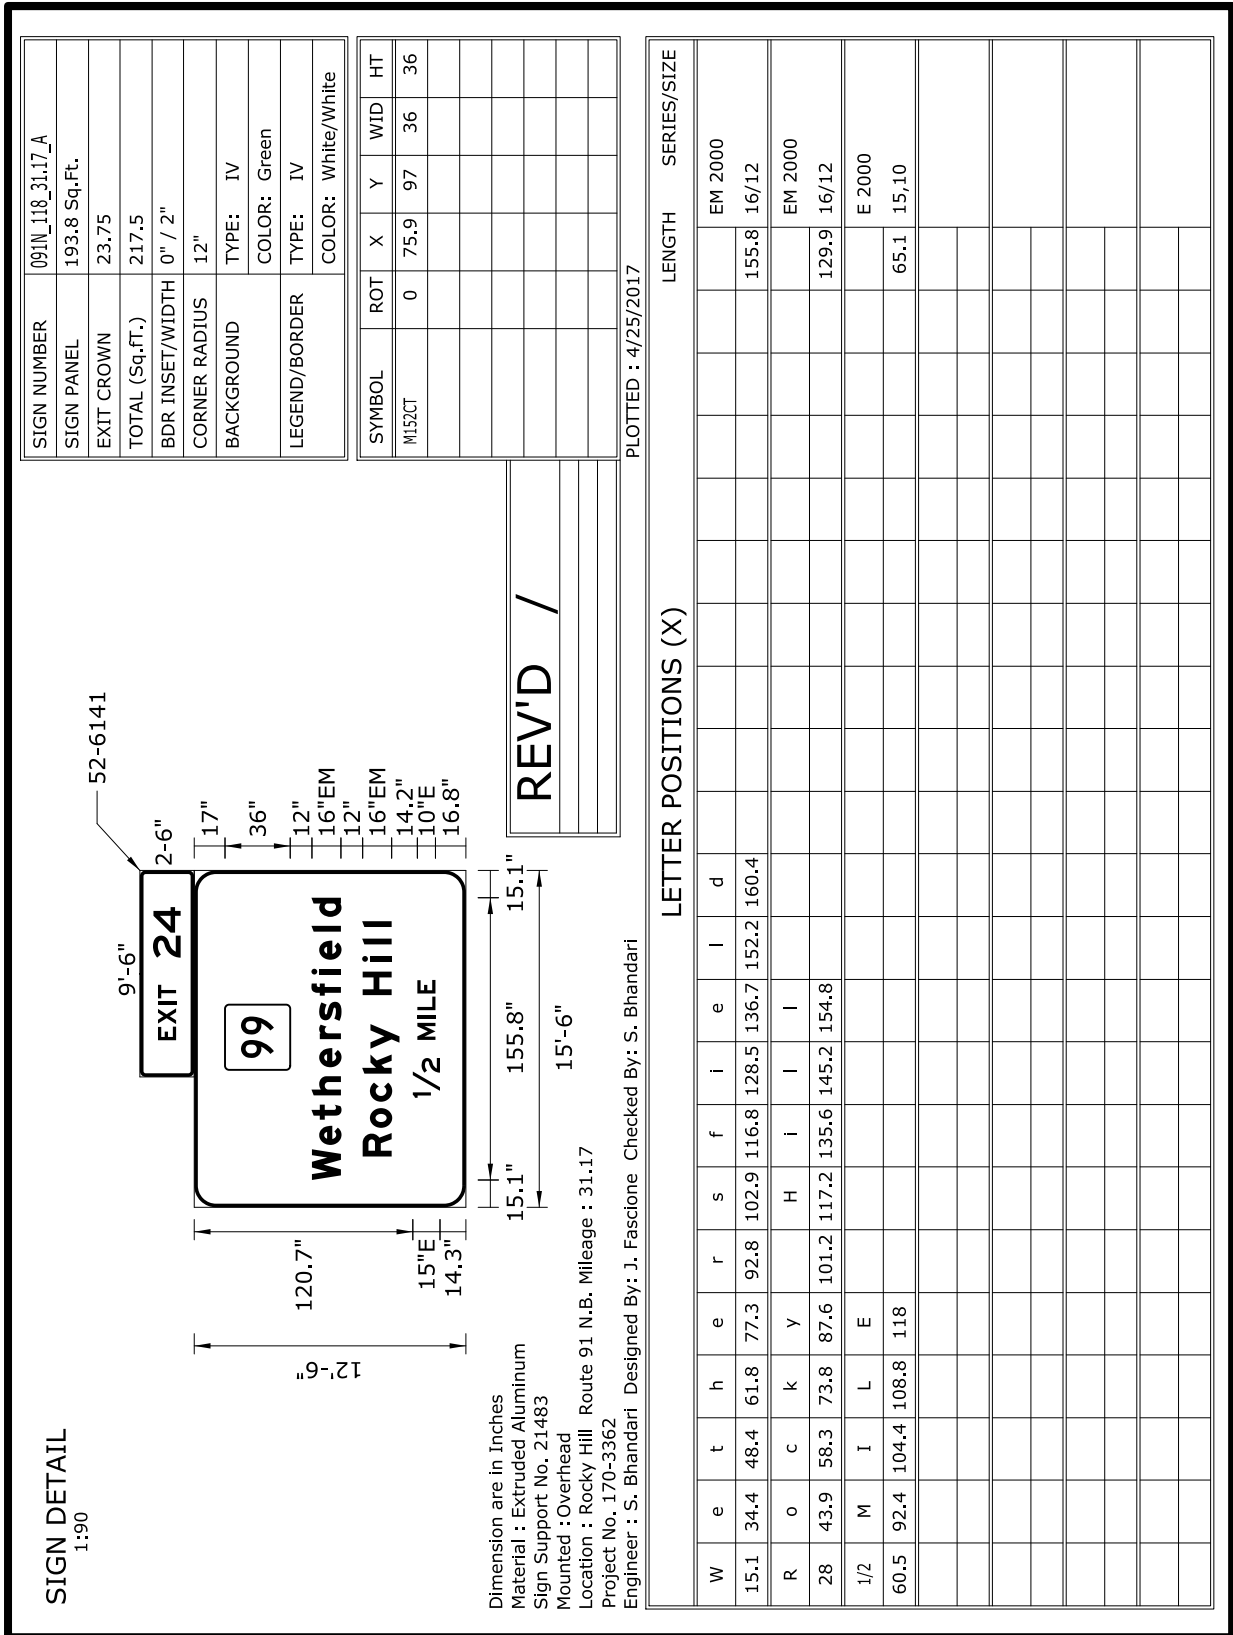 SIGN DETAIL
1:90
52-6141
9'-6"
2-6"
EXIT 24
99
Wethersfield
Rocky Hill
1/2 MILE
17"
36"
12"
16"EM
12"
16"EM
14.2"
10"E
16.8"
120.7"
15"E
14.3"
12'-6"
15.1" 155.8" 15.1"
15'-6"
Dimension are in Inches
Material : Extruded Aluminum
Sign Support No. 21483
Mounted :Overhead
Location : Rocky Hill Route 91 N.B. Mileage : 31.17
Project No. 170-3362
Engineer : S. Bhandari Designed By: J. Fascione Checked By: S. Bhandari
REV'D /
SIGN NUMBER 091N_118_31.17_A
SIGN PANEL 193.8 Sq.Ft.
EXIT CROWN 23.75
TOTAL (Sq.fT.) 217.5
BDR INSET/WIDTH 0" / 2"
CORNER RADIUS 12"
BACKGROUND TYPE: IV
COLOR: Green
LEGEND/BORDER TYPE: IV
COLOR: White/White
SYMBOL ROT X Y WID HT
M152CT 0 75.9 97 36 36
PLOTTED : 4/25/2017
LETTER POSITIONS (X) LENGTH SERIES/SIZE
W e t h e r s f i e l d EM 2000
15.1 34.4 48.4 61.8 77.3 92.8 102.9 116.8 128.5 136.7 152.2 160.4 155.8 16/12
R o c k y H i l l EM 2000
28 43.9 58.3 73.8 87.6 101.2 117.2 135.6 145.2 154.8 129.9 16/12
1/2 M I L E E 2000
60.5 92.4 104.4 108.8 118 65.1 15,10